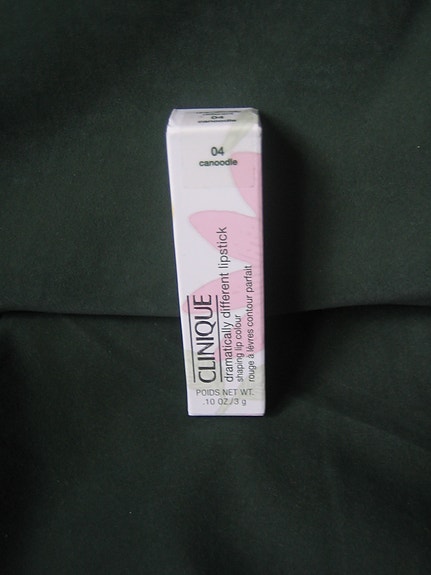 04
04
canoodle
CLINIQUE
dramatically different lipstick
shaping lip colour
rouge à lèvres contour parfait
POIDS NET WT.
.10 OZ./3 g